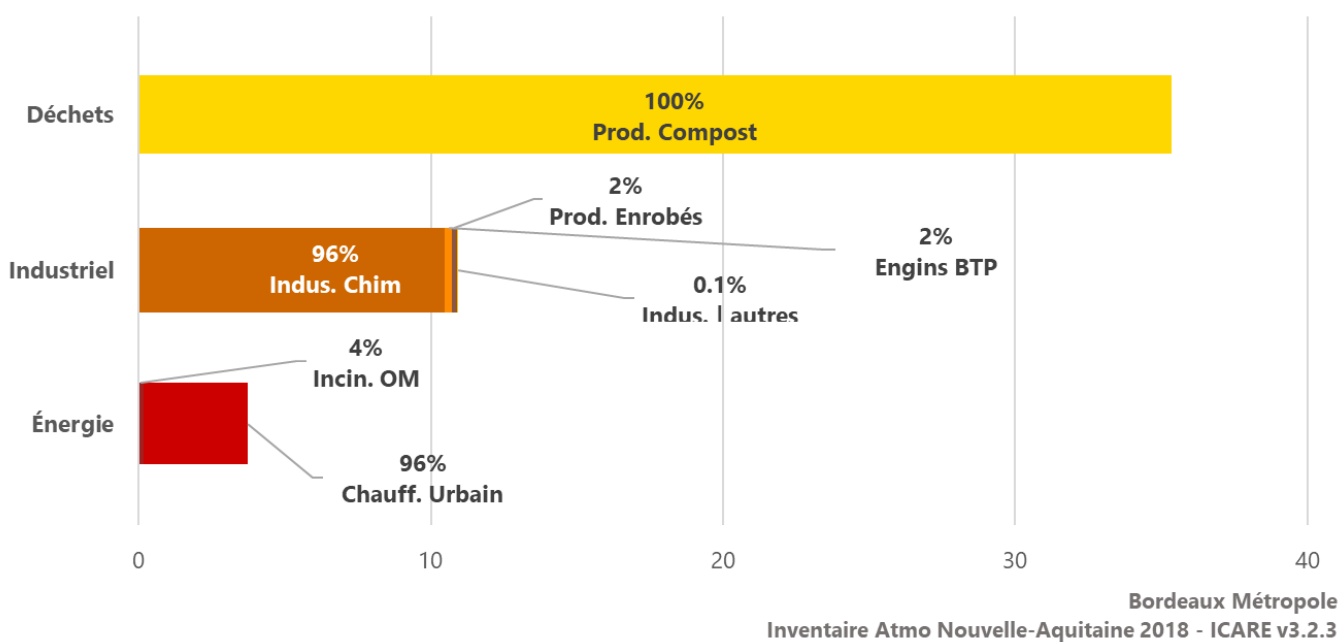 Déchets
100%
Prod. Compost
2%
Prod. Enrobés
2%
Engins BTP
Industriel
96%
Indus. Chim
0.1%
Indus. | autres
4%
Incin. OM
Énergie
96%
Chauff. Urbain
0
10
20
30
40
Bordeaux Métropole
Inventaire Atmo Nouvelle-Aquitaine 2018 - ICARE v3.2.3